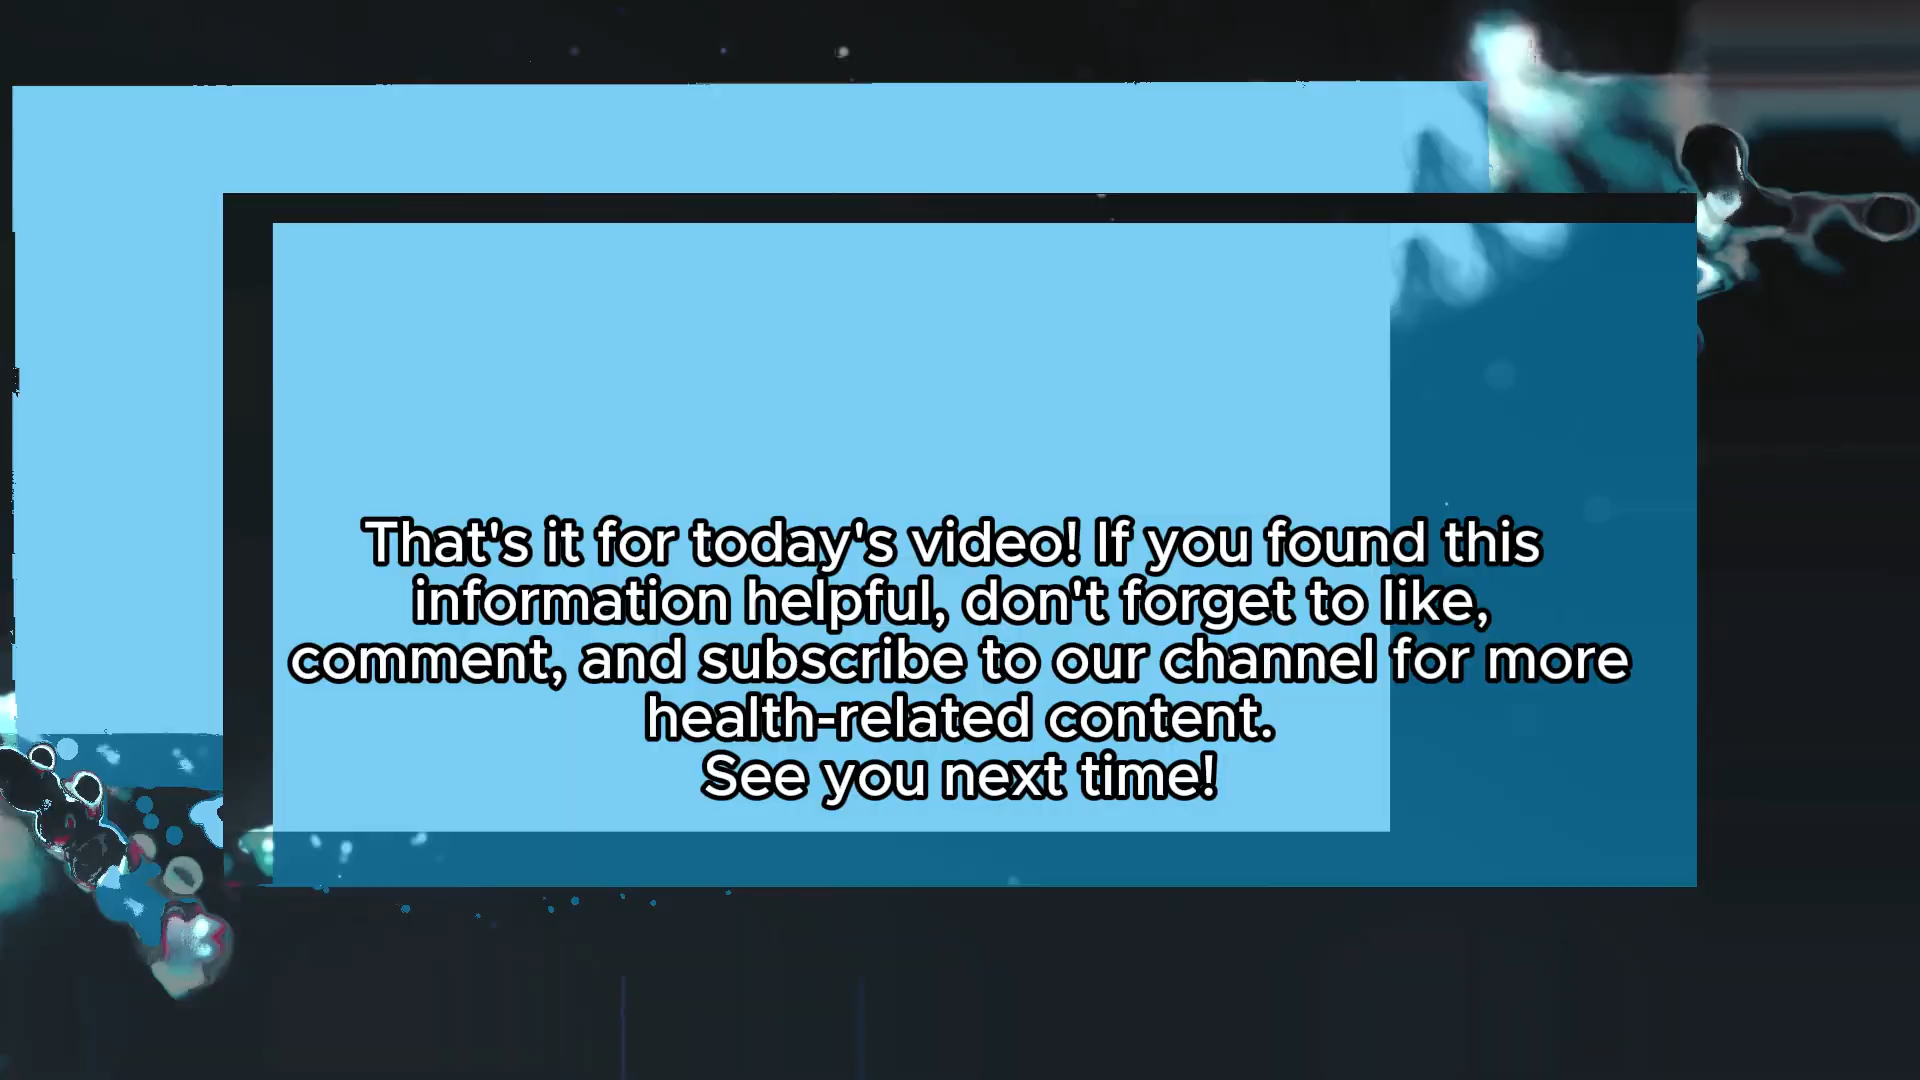 That's it for today's video! If you found this
information helpful, don't forget to like,
comment, and subscribe to our channel for more
health-related content.
See you next time!